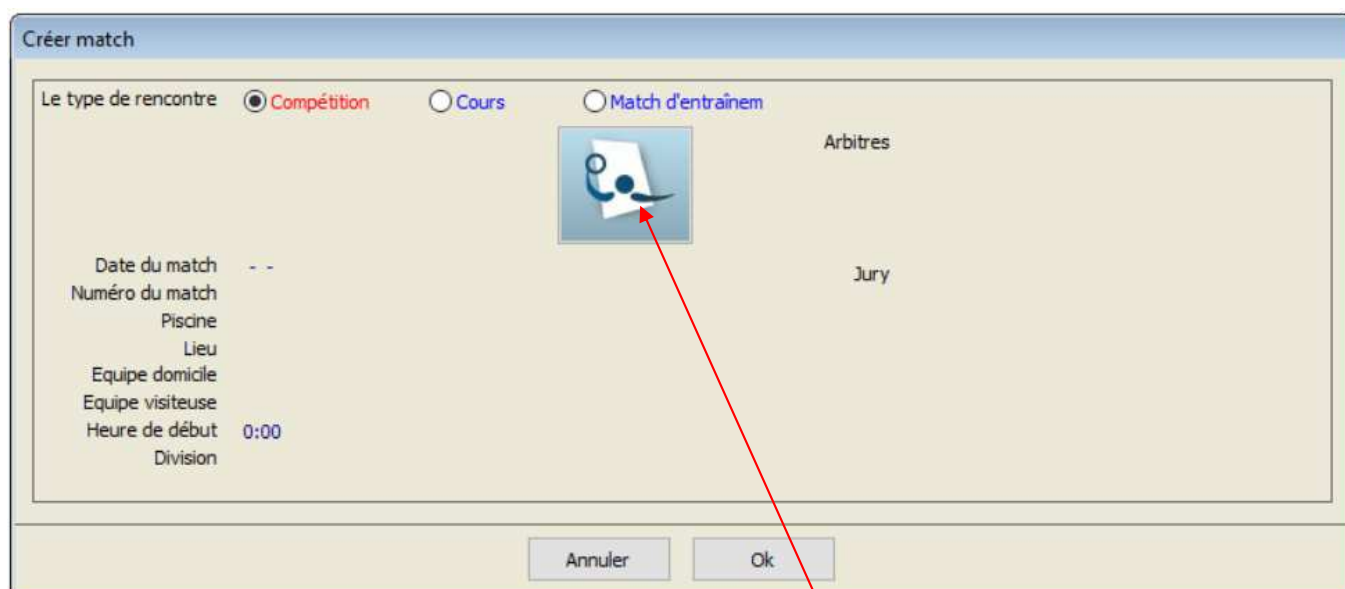 Créer match
Le type de rencontre Compétition Cours Match d'entraînem
Arbitres
Date du match - -
Jury
Numéro du match
Piscine
Lieu
Equipe domicile
Equipe visiteuse
Heure de début 0:00
Division
Annuler Ok